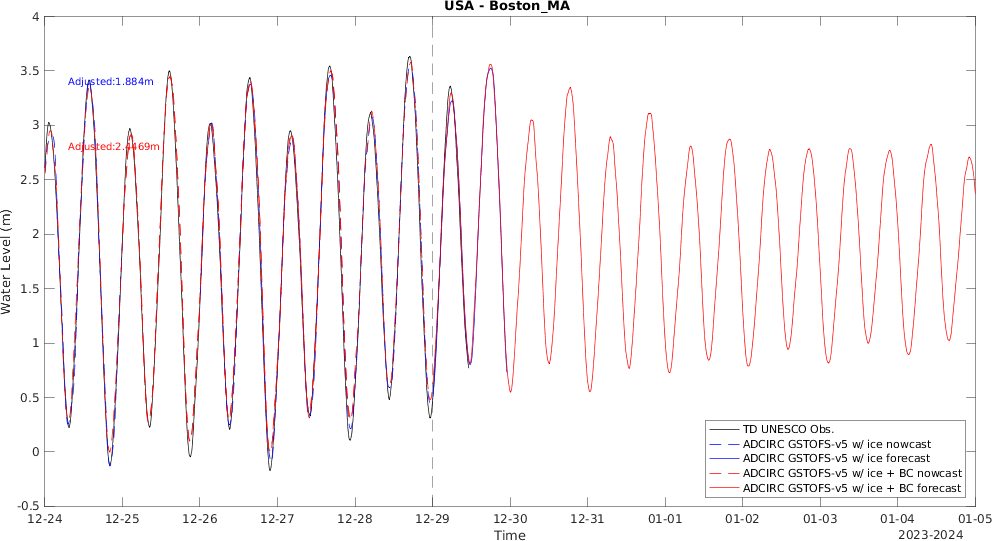 USA - Boston_MA
4
3.5
3
2.5
2
1.5
1
0.5
0
-0.5
Water Level (m)
Adjusted:1.884m
Adjusted:2.4469m
TD UNESCO Obs.
ADCIRC GSTOFS-v5 w/ ice nowcast
ADCIRC GSTOFS-v5 w/ ice forecast
ADCIRC GSTOFS-v5 w/ ice + BC nowcast
ADCIRC GSTOFS-v5 w/ ice + BC forecast
12-24 12-25 12-26 12-27 12-28 12-29 12-30 12-31 01-01 01-02 01-03 01-04 01-05
Time
2023-2024